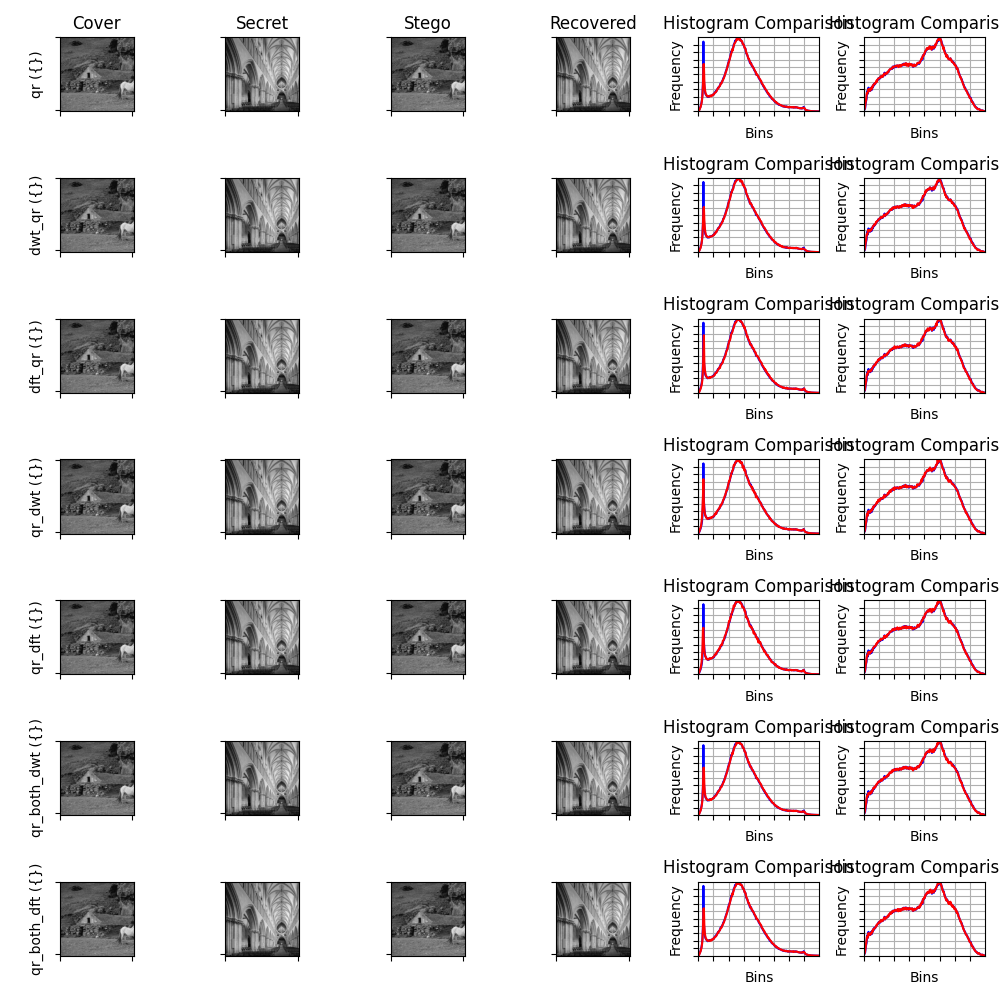 Cover Secret Stego Recovered Histogram Comparison Histogram Comparis
qr ({}) Frequency Frequency
Bins Bins
Histogram Comparison Histogram Comparis
dwt_qr ({}) Frequency Frequency
Bins Bins
Histogram Comparison Histogram Comparis
dft_qr ({}) Frequency Frequency
Bins Bins
Histogram Comparison Histogram Comparis
qr_dwt ({}) Frequency Frequency
Bins Bins
Histogram Comparison Histogram Comparis
qr_dft ({}) Frequency Frequency
Bins Bins
Histogram Comparison Histogram Comparis
qr_both_dwt ({}) Frequency Frequency
Bins Bins
Histogram Comparison Histogram Comparis
qr_both_dft ({}) Frequency Frequency
Bins Bins